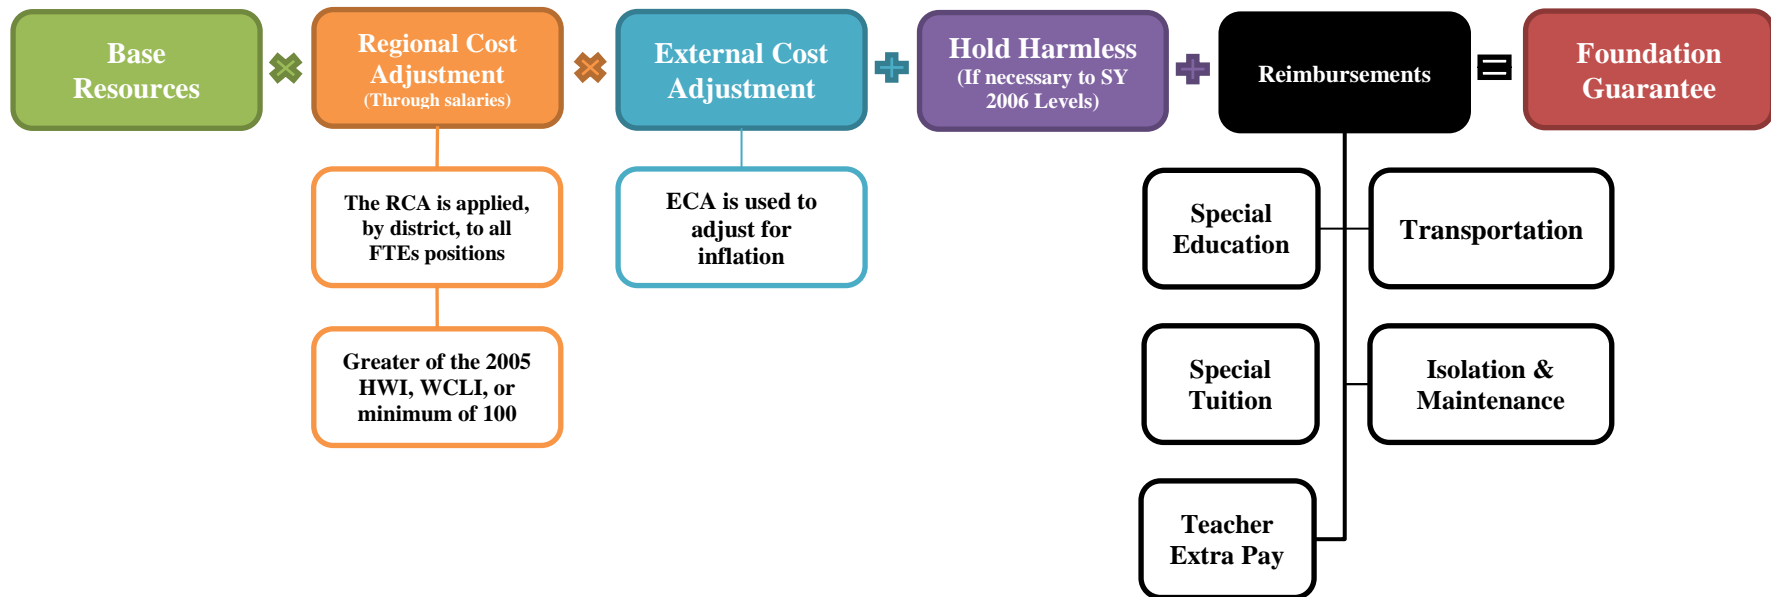 Base
Resources
Regional Cost
Adjustment
(Through salaries)
External Cost
Adjustment
Hold Harmless
(If necessary to SY
2006 Levels)
Reimbursements
Foundation
Guarantee
The RCA is applied,
by district, to all
FTEs positions
Greater of the 2005
HWI, WCLI, or
minimum of 100
ECA is used to
adjust for
inflation
Special
Education
Transportation
Special
Tuition
Isolation &
Maintenance
Teacher
Extra Pay